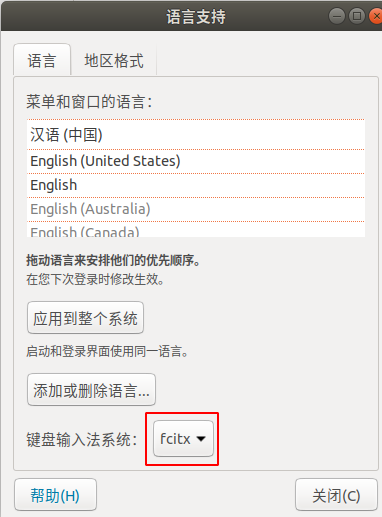 语言支持
语言 地区格式
菜单和窗口的语言：
汉语 (中国)
English (United States)
English
English (Australia)
English (Canada)
拖动语言来安排他们的优先顺序。
在您下次登录时修改生效。
应用到整个系统
启动和登录界面使用同一语言。
添加或删除语言...
键盘输入法系统： fcitx
帮助(H) 关闭(C)